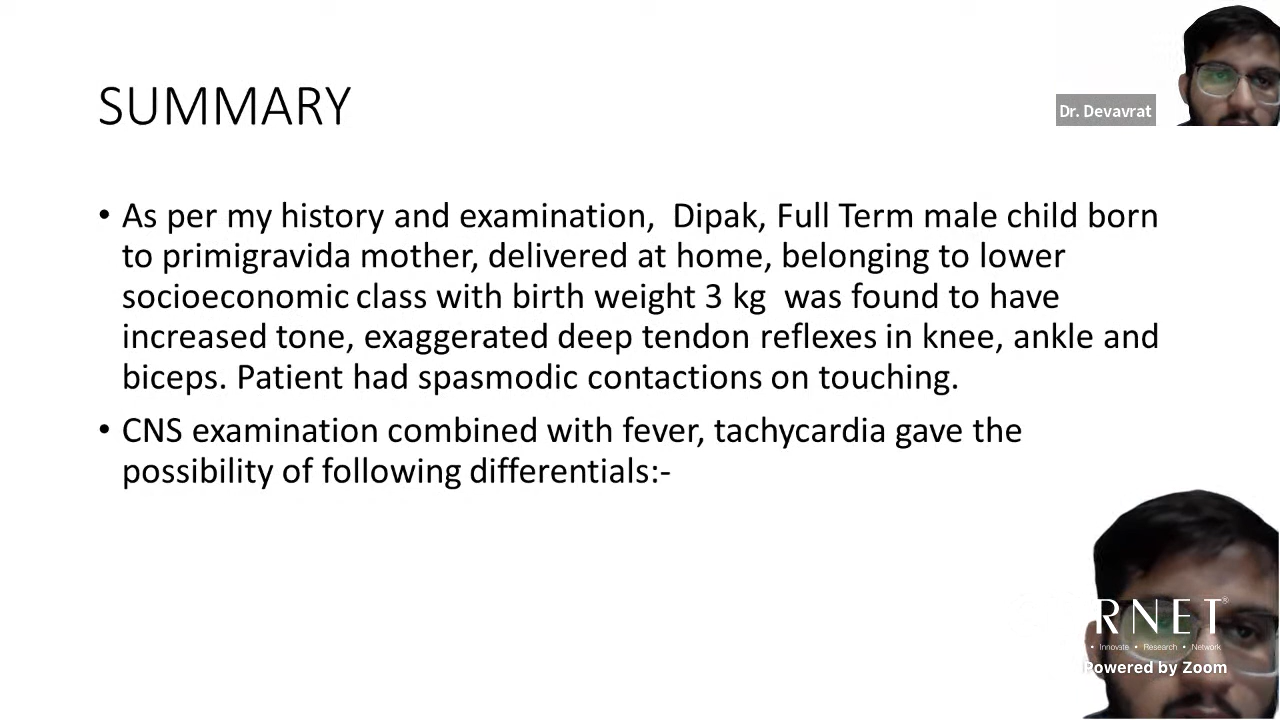 SUMMARY
Dr. Devavrat
• As per my history and examination, Dipak, Full Term male child born
to primigravida mother, delivered at home, belonging to lower
socioeconomic class with birth weight 3 kg was found to have
increased tone, exaggerated deep tendon reflexes in knee, ankle and
biceps. Patient had spasmodic contactions on touching.
• CNS examination combined with fever, tachycardia gave the
possibility of following differentials:-
RNET®
• Innovate • Research • Network
Powered by Zoom